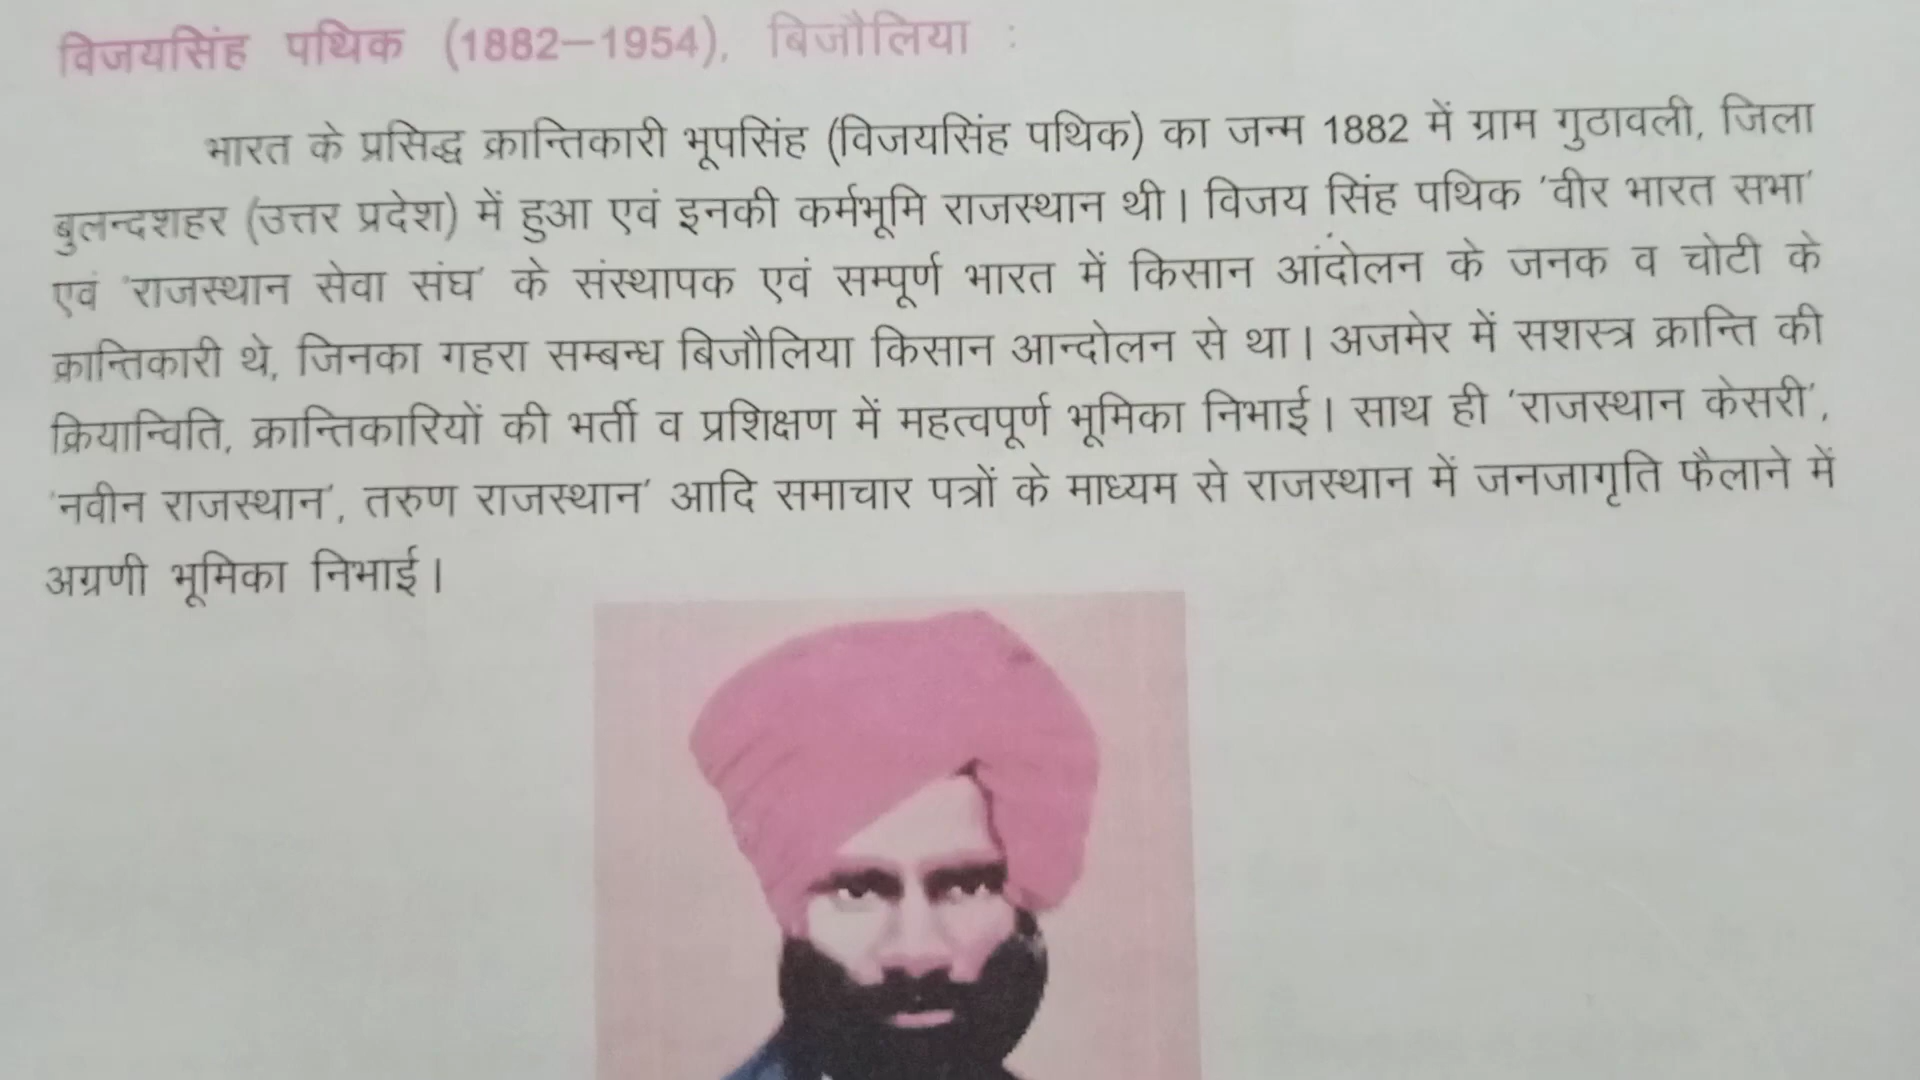 विजयसिंह पथिक (1882–1954), बिजौलिया :
भारत के प्रसिद्ध क्रान्तिकारी भूपसिंह (विजयसिंह पथिक) का जन्म 1882 में ग्राम गुठावली, जिला
बुलन्दशहर (उत्तर प्रदेश) में हुआ एवं इनकी कर्मभूमि राजस्थान थी। विजय सिंह पथिक 'वीर भारत सभा'
एवं 'राजस्थान सेवा संघ' के संस्थापक एवं सम्पूर्ण भारत में किसान आंदोलन के जनक व चोटी के
क्रान्तिकारी थे, जिनका गहरा सम्बन्ध बिजौलिया किसान आन्दोलन से था। अजमेर में सशस्त्र क्रान्ति की
क्रियान्विति, क्रान्तिकारियों की भर्ती व प्रशिक्षण में महत्वपूर्ण भूमिका निभाई। साथ ही 'राजस्थान केसरी',
'नवीन राजस्थान', तरुण राजस्थान' आदि समाचार पत्रों के माध्यम से राजस्थान में जनजागृति फैलाने में
अग्रणी भूमिका निभाई।